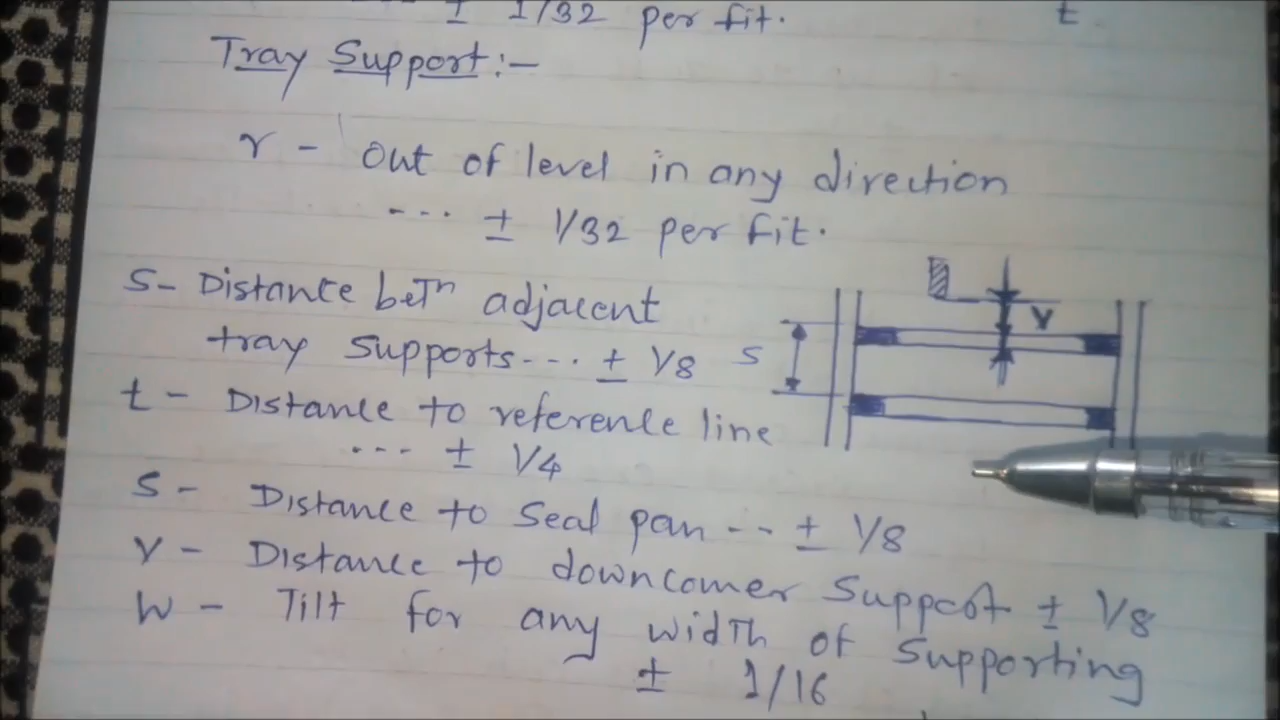 ± 1/32 per fit. t
Tray Support:-
r - Out of level in any direction
--- ± 1/32 per fit.
S- Distance betn adjacent
tray Supports--- ± 1/8 S
V
t - Distance to reference line
--- ± 1/4
S - Distance to Seal pan -- ± 1/8
V - Distance to downcomer Support ± 1/8
W - Tilt for any width of Supporting
± 1/16